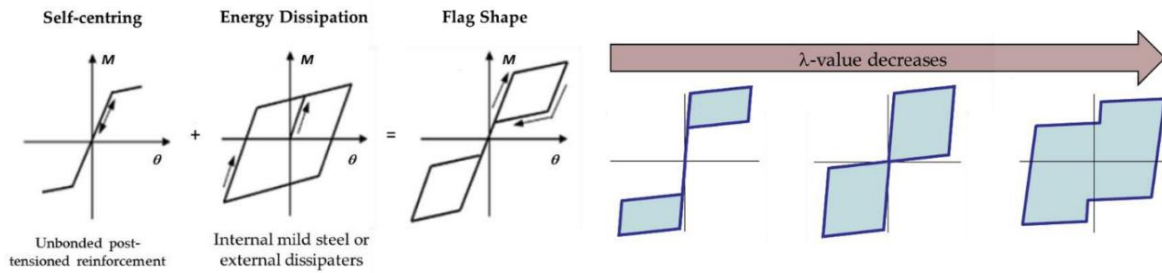 Self-centring
Energy Dissipation
Flag Shape
M
θ
+
M
θ
=
M
θ
λ-value decreases
Unbonded post-
tensioned reinforcement
Internal mild steel or
external dissipaters